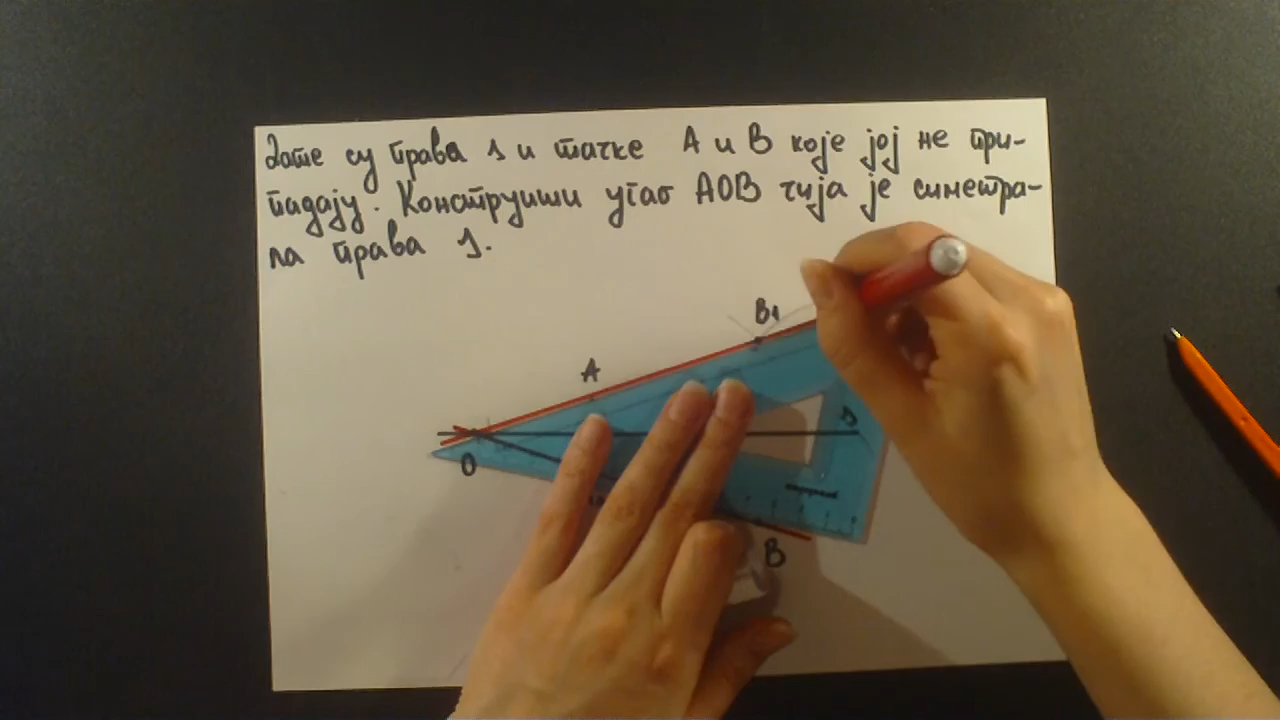 Дате су права s и тачке A и B које јој не при-
падају. Конструиши угао AOB чија је симетра-
ла права s.
B1
A
O
B